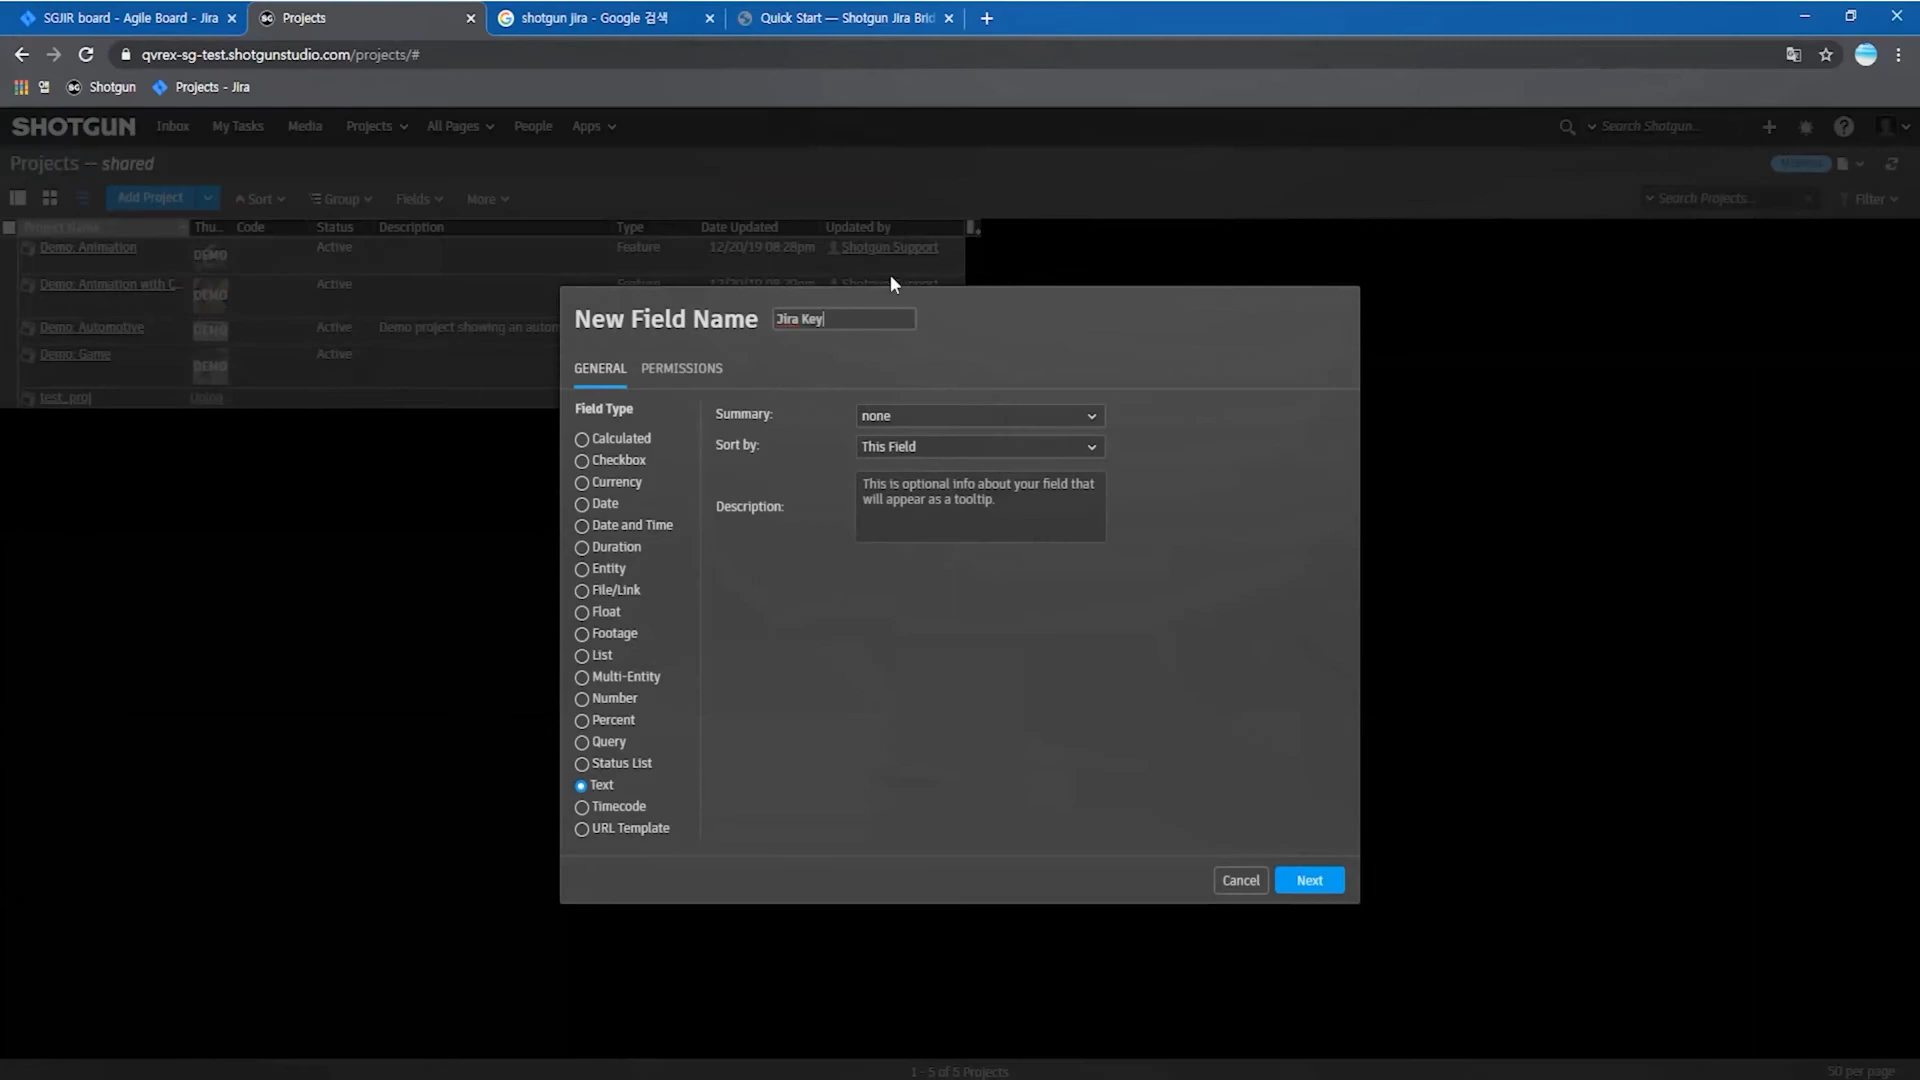 SGJIR board - Agile Board - Jira
Projects
shotgun jira - Google 검색
Quick Start — Shotgun Jira Brid
qvrex-sg-test.shotgunstudio.com/projects/#
Shotgun
Projects - Jira
SHOTGUN
Inbox
My Tasks
Media
Projects
All Pages
People
Apps
Search Shotgun...
Projects -- shared
Add Project
Sort
Group
Fields
More
Search Projects...
Filter
Project Name
Thu...
Code
Status
Description
Type
Date Updated
Updated by
Demo: Animation
DEMO
Active
Feature
12/20/19 08:28pm
Shotgun Support
Demo: Animation with C...
DEMO
Active
Demo: Automotive
DEMO
Active
Demo project showing an autom
Demo: Game
DEMO
Active
test_proj
New Field Name
Jira Key
GENERAL
PERMISSIONS
Field Type
Calculated
Checkbox
Currency
Date
Date and Time
Duration
Entity
File/Link
Float
Footage
List
Multi-Entity
Number
Percent
Query
Status List
Text
Timecode
URL Template
Summary:
none
Sort by:
This Field
Description:
This is optional info about your field that
will appear as a tooltip.
Cancel
Next
1 - 5 of 5 Projects
50 per page